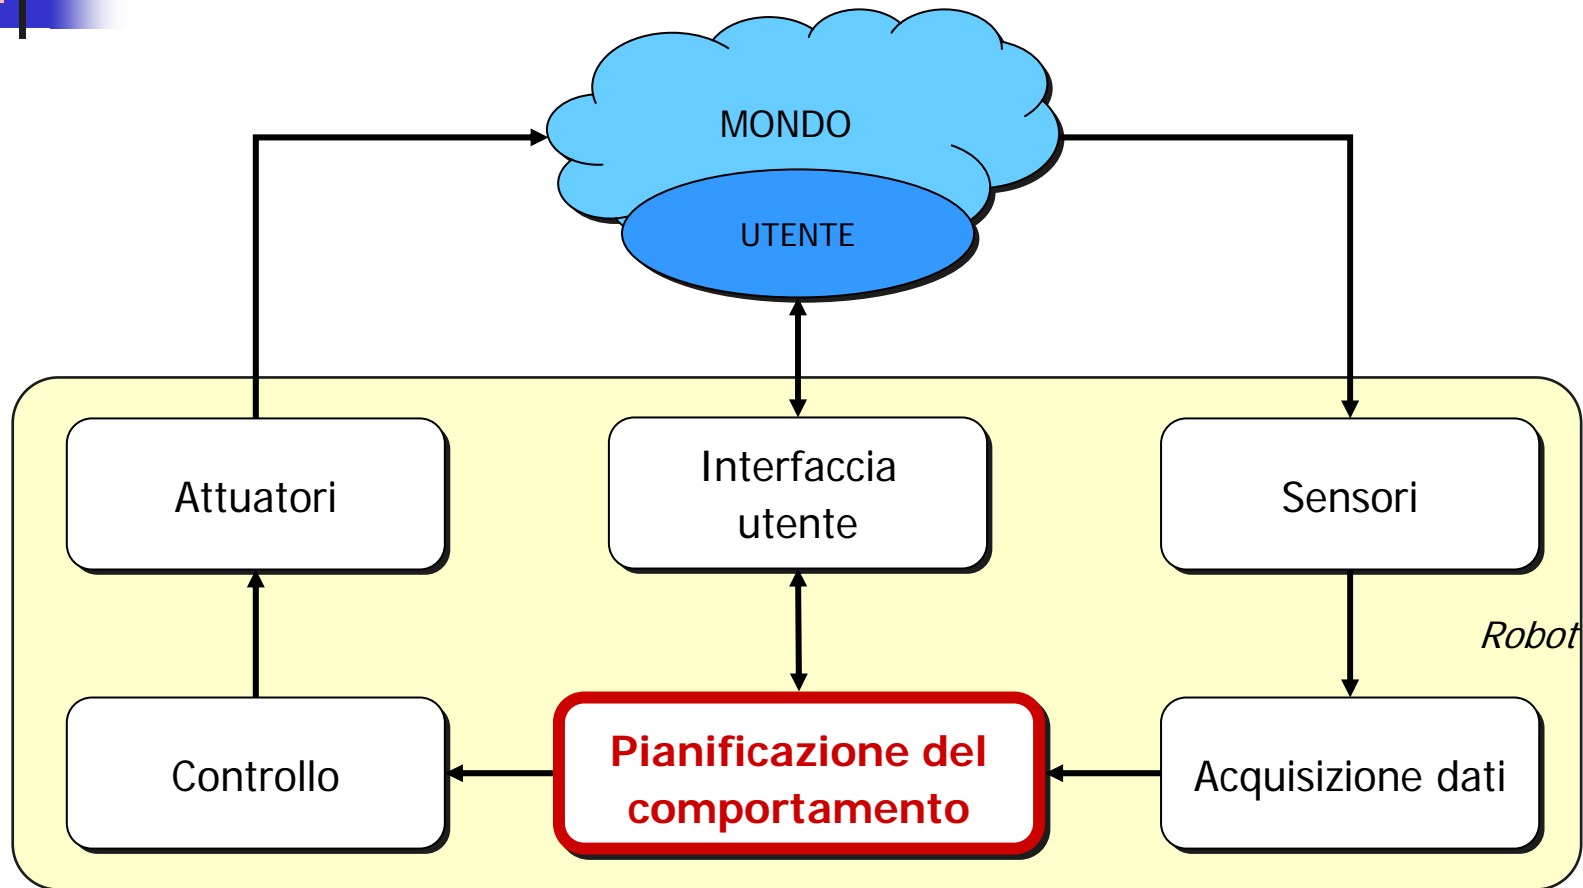 MONDO
UTENTE
Attuatori
Interfaccia
utente
Sensori
Robot
Controllo
Pianificazione del
comportamento
Acquisizione dati